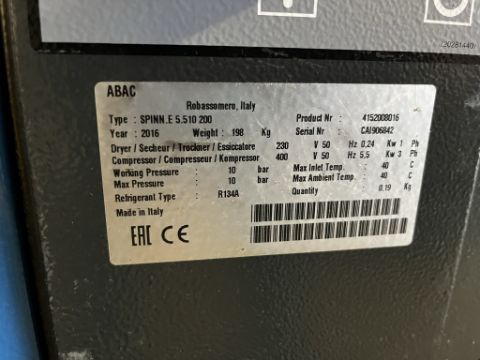 (20281440)
ABAC
Robassomero, Italy
Type : SPINN.E 5.510 200 Product Nr : 4152008016
Year : 2016 Weight : 198 Kg Serial Nr : CAI906842
Dryer / Secheur / Trockner / Essiccatore 230 V 50 Hz 0,24 Kw 1 Ph
Compressor / Compresseur / Kompressor 400 V 50 Hz 5,5 Kw 3 Ph
Working Pressure : 10 bar Max Inlet Temp. : 40 C
Max Pressure : 10 bar Max Ambient Temp. : 40 C
Refrigerant Type : R134A Quantity : 0.19 Kg
Made in Italy
EAC CE